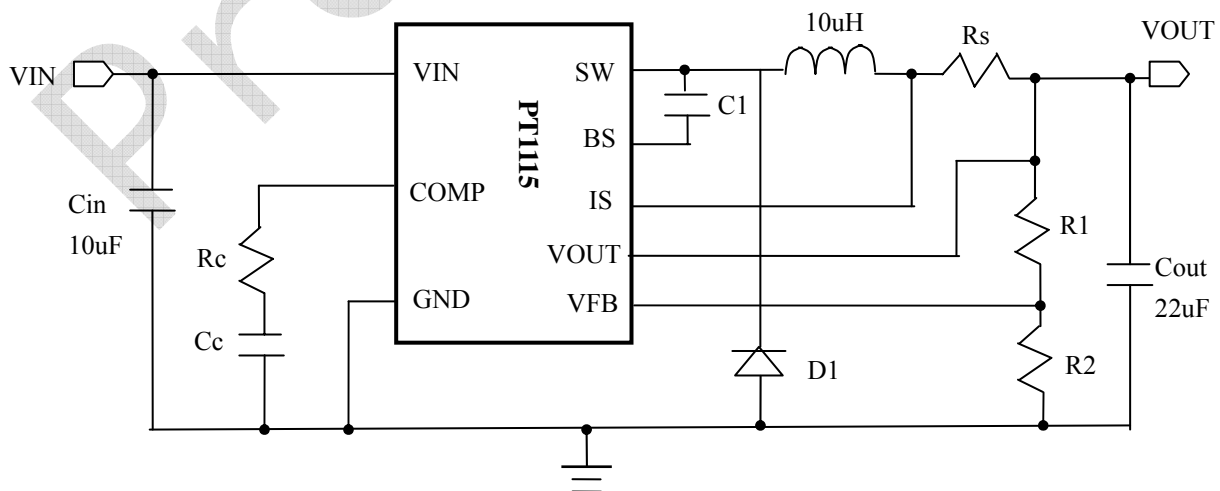 Pre
VIN
Cin
10uF
Rc
Cc
VIN
COMP
GND
PT1115
SW
BS
IS
VOUT
VFB
C1
10uH
Rs
D1
VOUT
R1
R2
Cout
22uF